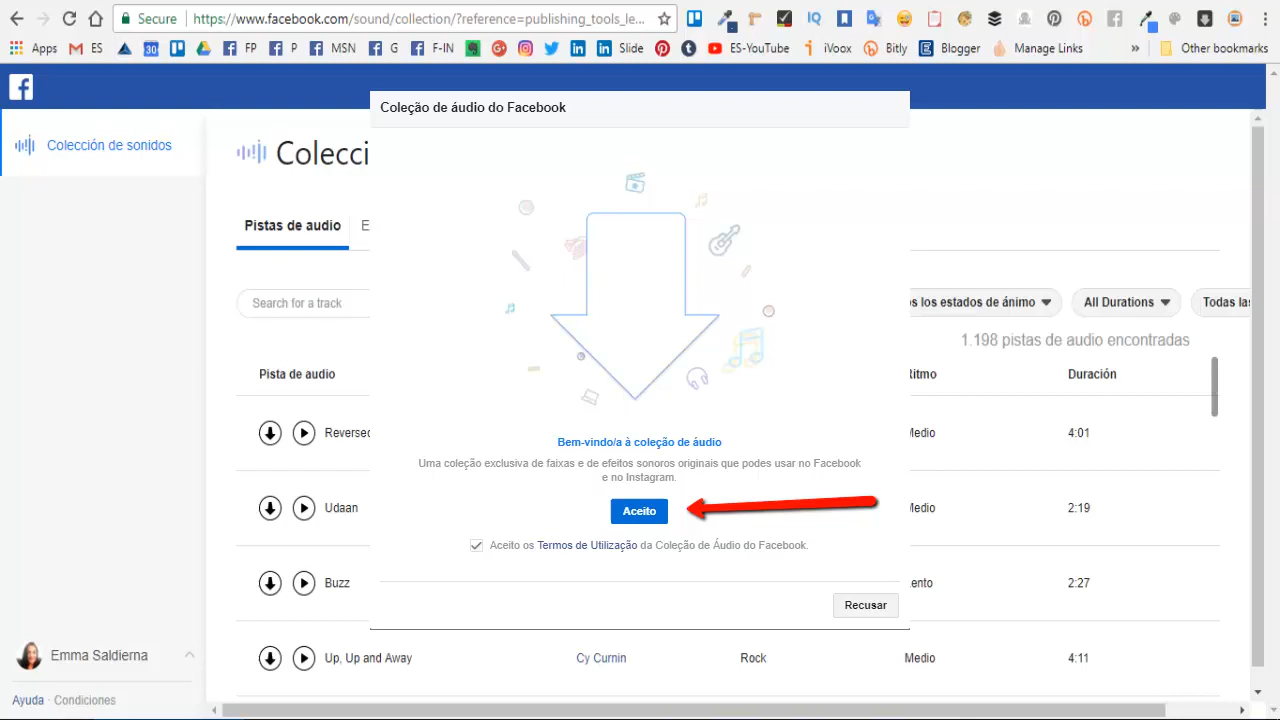 Secure
https://www.facebook.com/sound/collection/?reference=publishing_tools_le...
Apps
ES
FP
P
MSN
G
F-IN
Slide
ES-YouTube
iVoox
Bitly
Blogger
Manage Links
»
Other bookmarks
Coleção de áudio do Facebook
Colección de sonidos
Colecci
Pistas de audio
E
Search for a track
os los estados de ánimo
All Durations
Todas las
1.198 pistas de audio encontradas
Pista de audio
Ritmo
Duración
Reversed
Medio
4:01
Bem-vindo/a à coleção de áudio
Uma coleção exclusiva de faixas e de efeitos sonoros originais que podes usar no Facebook
e no Instagram.
Udaan
Medio
2:19
Aceito
Aceito os Termos de Utilização da Coleção de Áudio do Facebook.
Buzz
ento
2:27
Recusar
Up, Up and Away
Cy Curnin
Rock
Medio
4:11
Emma Saldierna
Ayuda · Condiciones